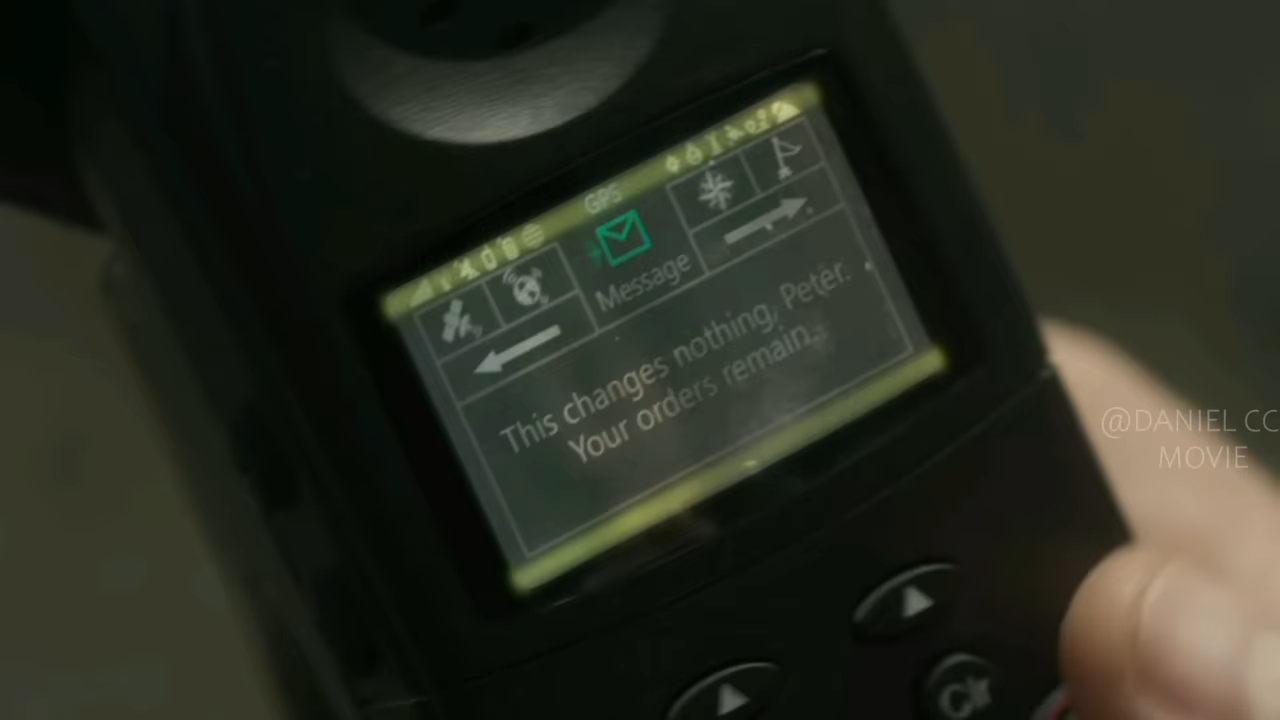 GPS
Message
This changes nothing, Peter.
Your orders remain...
@DANIEL CC
MOVIE
Clr